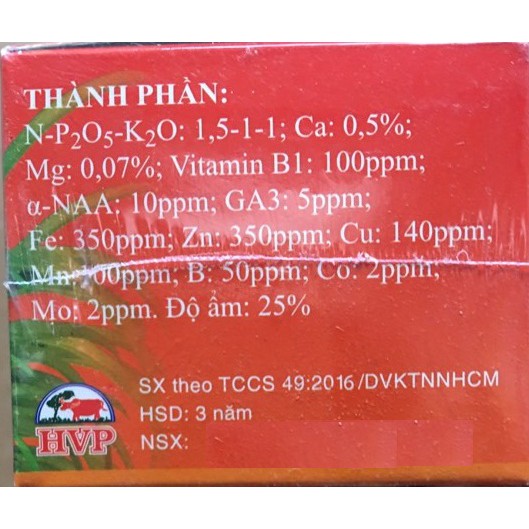 THÀNH PHẦN:
N-P₂O₅-K₂O: 1,5-1-1; Ca: 0,5%;
Mg: 0,07%; Vitamin B1: 100ppm;
α-NAA: 10ppm; GA3: 5ppm;
Fe: 350ppm; Zn: 350ppm; Cu: 140ppm;
Mn: B: 50ppm; Co: 2ppm;
Mo: 2ppm. Độ ẩm: 25%
SX theo TCCS 49:2016/DVKTNNHCM
HSD: 3 năm
HVP
NSX: